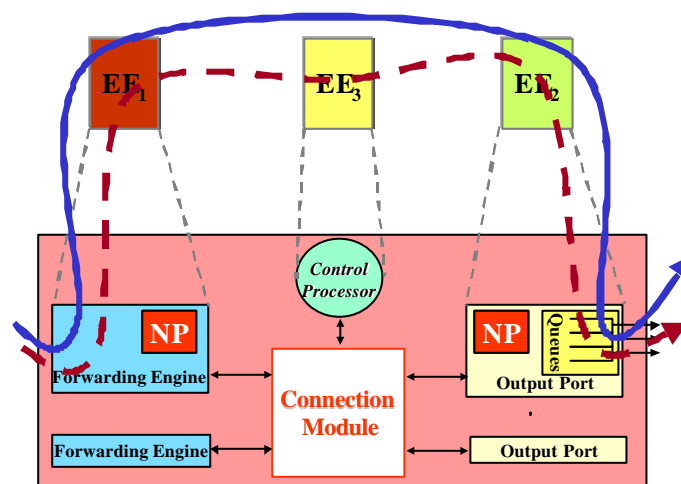 EE1
EE3
EE2
Control
Processor
NP
Forwarding Engine
NP
Queues
Output Port
Connection
Module
Forwarding Engine
Output Port